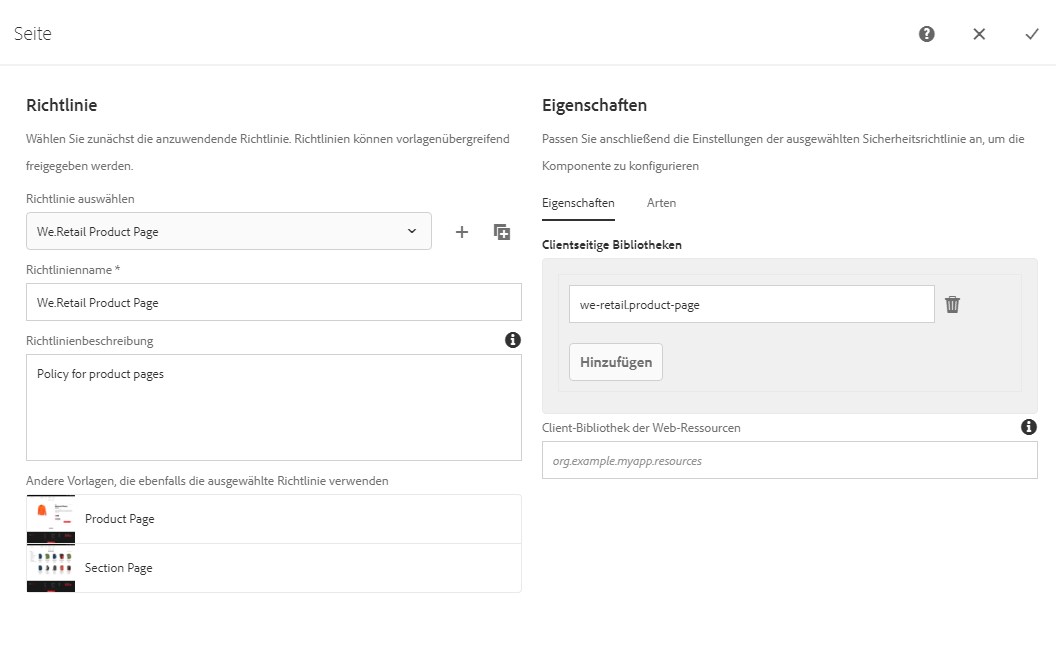 Seite
Richtlinie
Wählen Sie zunächst die anzuwendende Richtlinie. Richtlinien können vorlagenübergreifend
freigegeben werden.
Richtlinie auswählen
We.Retail Product Page
Richtlinienname *
We.Retail Product Page
Richtlinienbeschreibung
Policy for product pages
Andere Vorlagen, die ebenfalls die ausgewählte Richtlinie verwenden
Product Page
Section Page
Eigenschaften
Passen Sie anschließend die Einstellungen der ausgewählten Sicherheitsrichtlinie an, um die
Komponente zu konfigurieren
Eigenschaften Arten
Clientseitige Bibliotheken
we-retail.product-page
Hinzufügen
Client-Bibliothek der Web-Ressourcen
org.example.myapp.resources